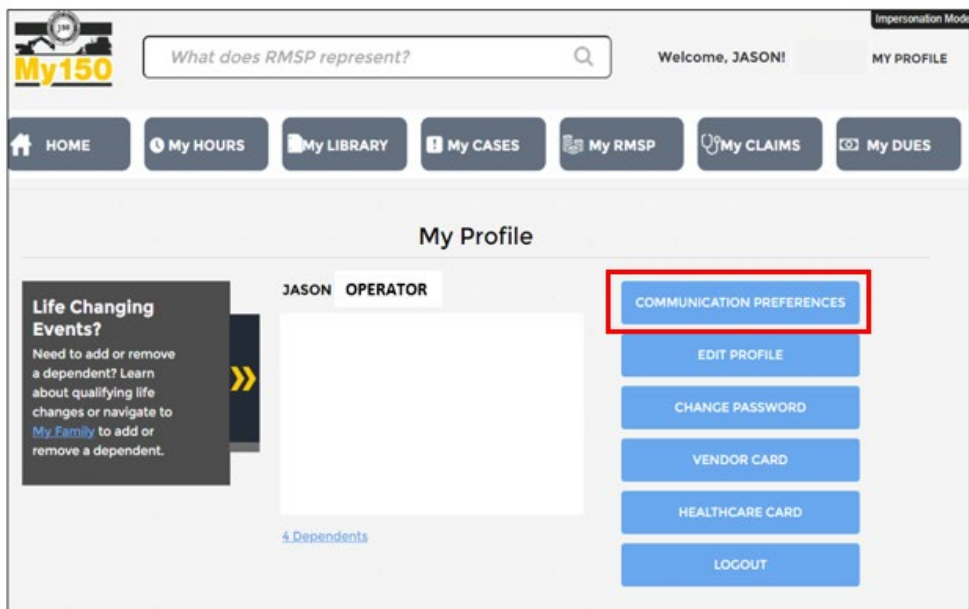 Impersonation Mode
My150
What does RMSP represent?
Welcome, JASON!
MY PROFILE
HOME
My HOURS
My LIBRARY
My CASES
My RMSP
My CLAIMS
My DUES
My Profile
Life Changing
Events?
Need to add or remove
a dependent? Learn
about qualifying life
changes or navigate to
My Family to add or
remove a dependent.
JASON OPERATOR
4 Dependents
COMMUNICATION PREFERENCES
EDIT PROFILE
CHANGE PASSWORD
VENDOR CARD
HEALTHCARE CARD
LOGOUT